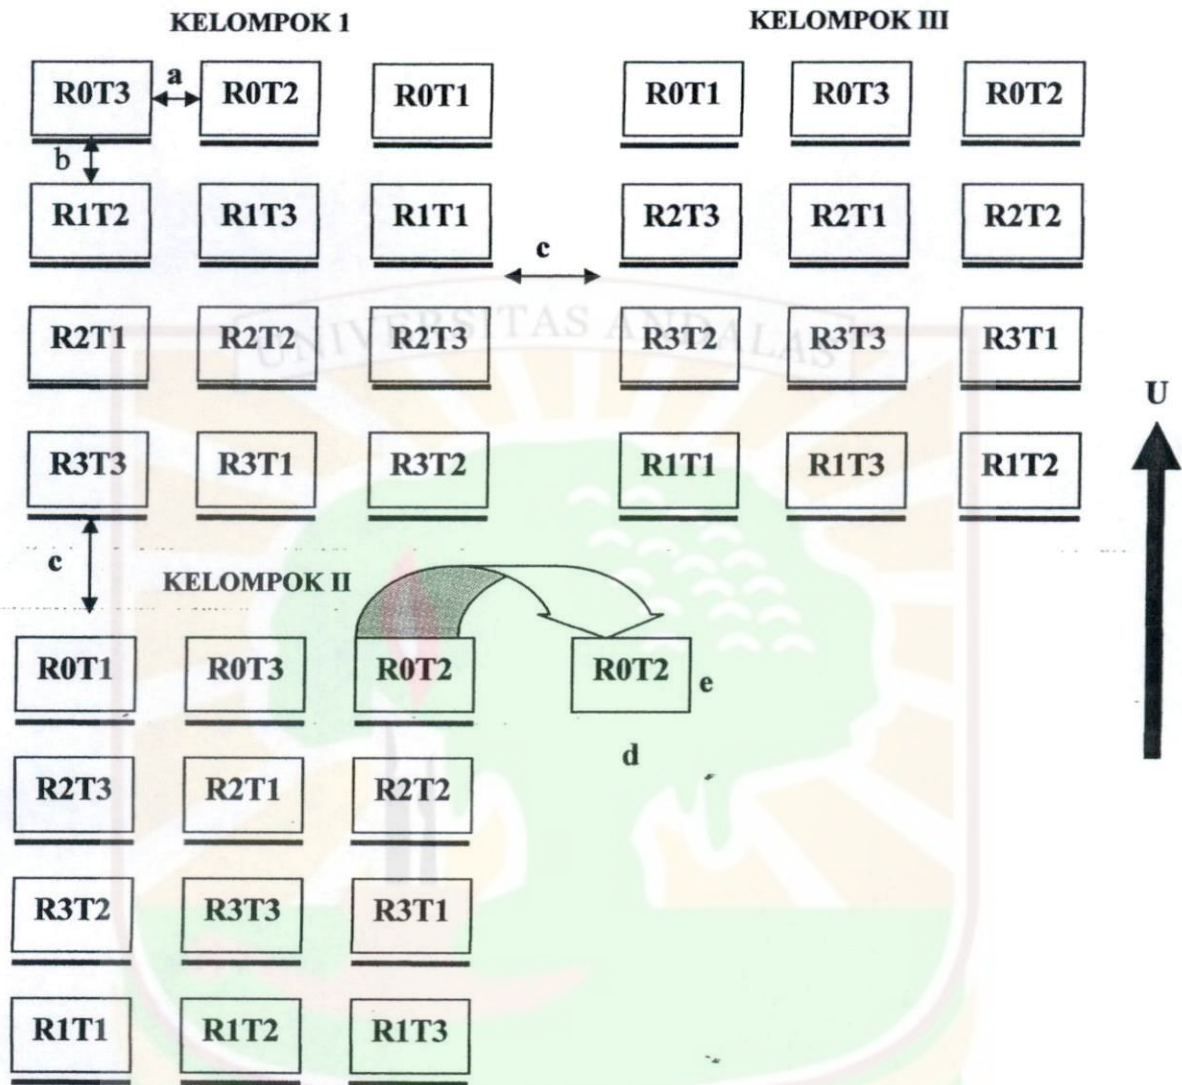 KELOMPOK 1 KELOMPOK III
R0T3 a R0T2 R0T1 R0T1 R0T3 R0T2
b
R1T2 R1T3 R1T1 R2T3 R2T1 R2T2
c
UNIVERSITAS ANDALAS
R2T1 R2T2 R2T3 R3T2 R3T3 R3T1
U
R3T3 R3T1 R3T2 R1T1 R1T3 R1T2
c
KELOMPOK II
R0T1 R0T3 R0T2 R0T2 e
d
R2T3 R2T1 R2T2
R3T2 R3T3 R3T1
R1T1 R1T2 R1T3